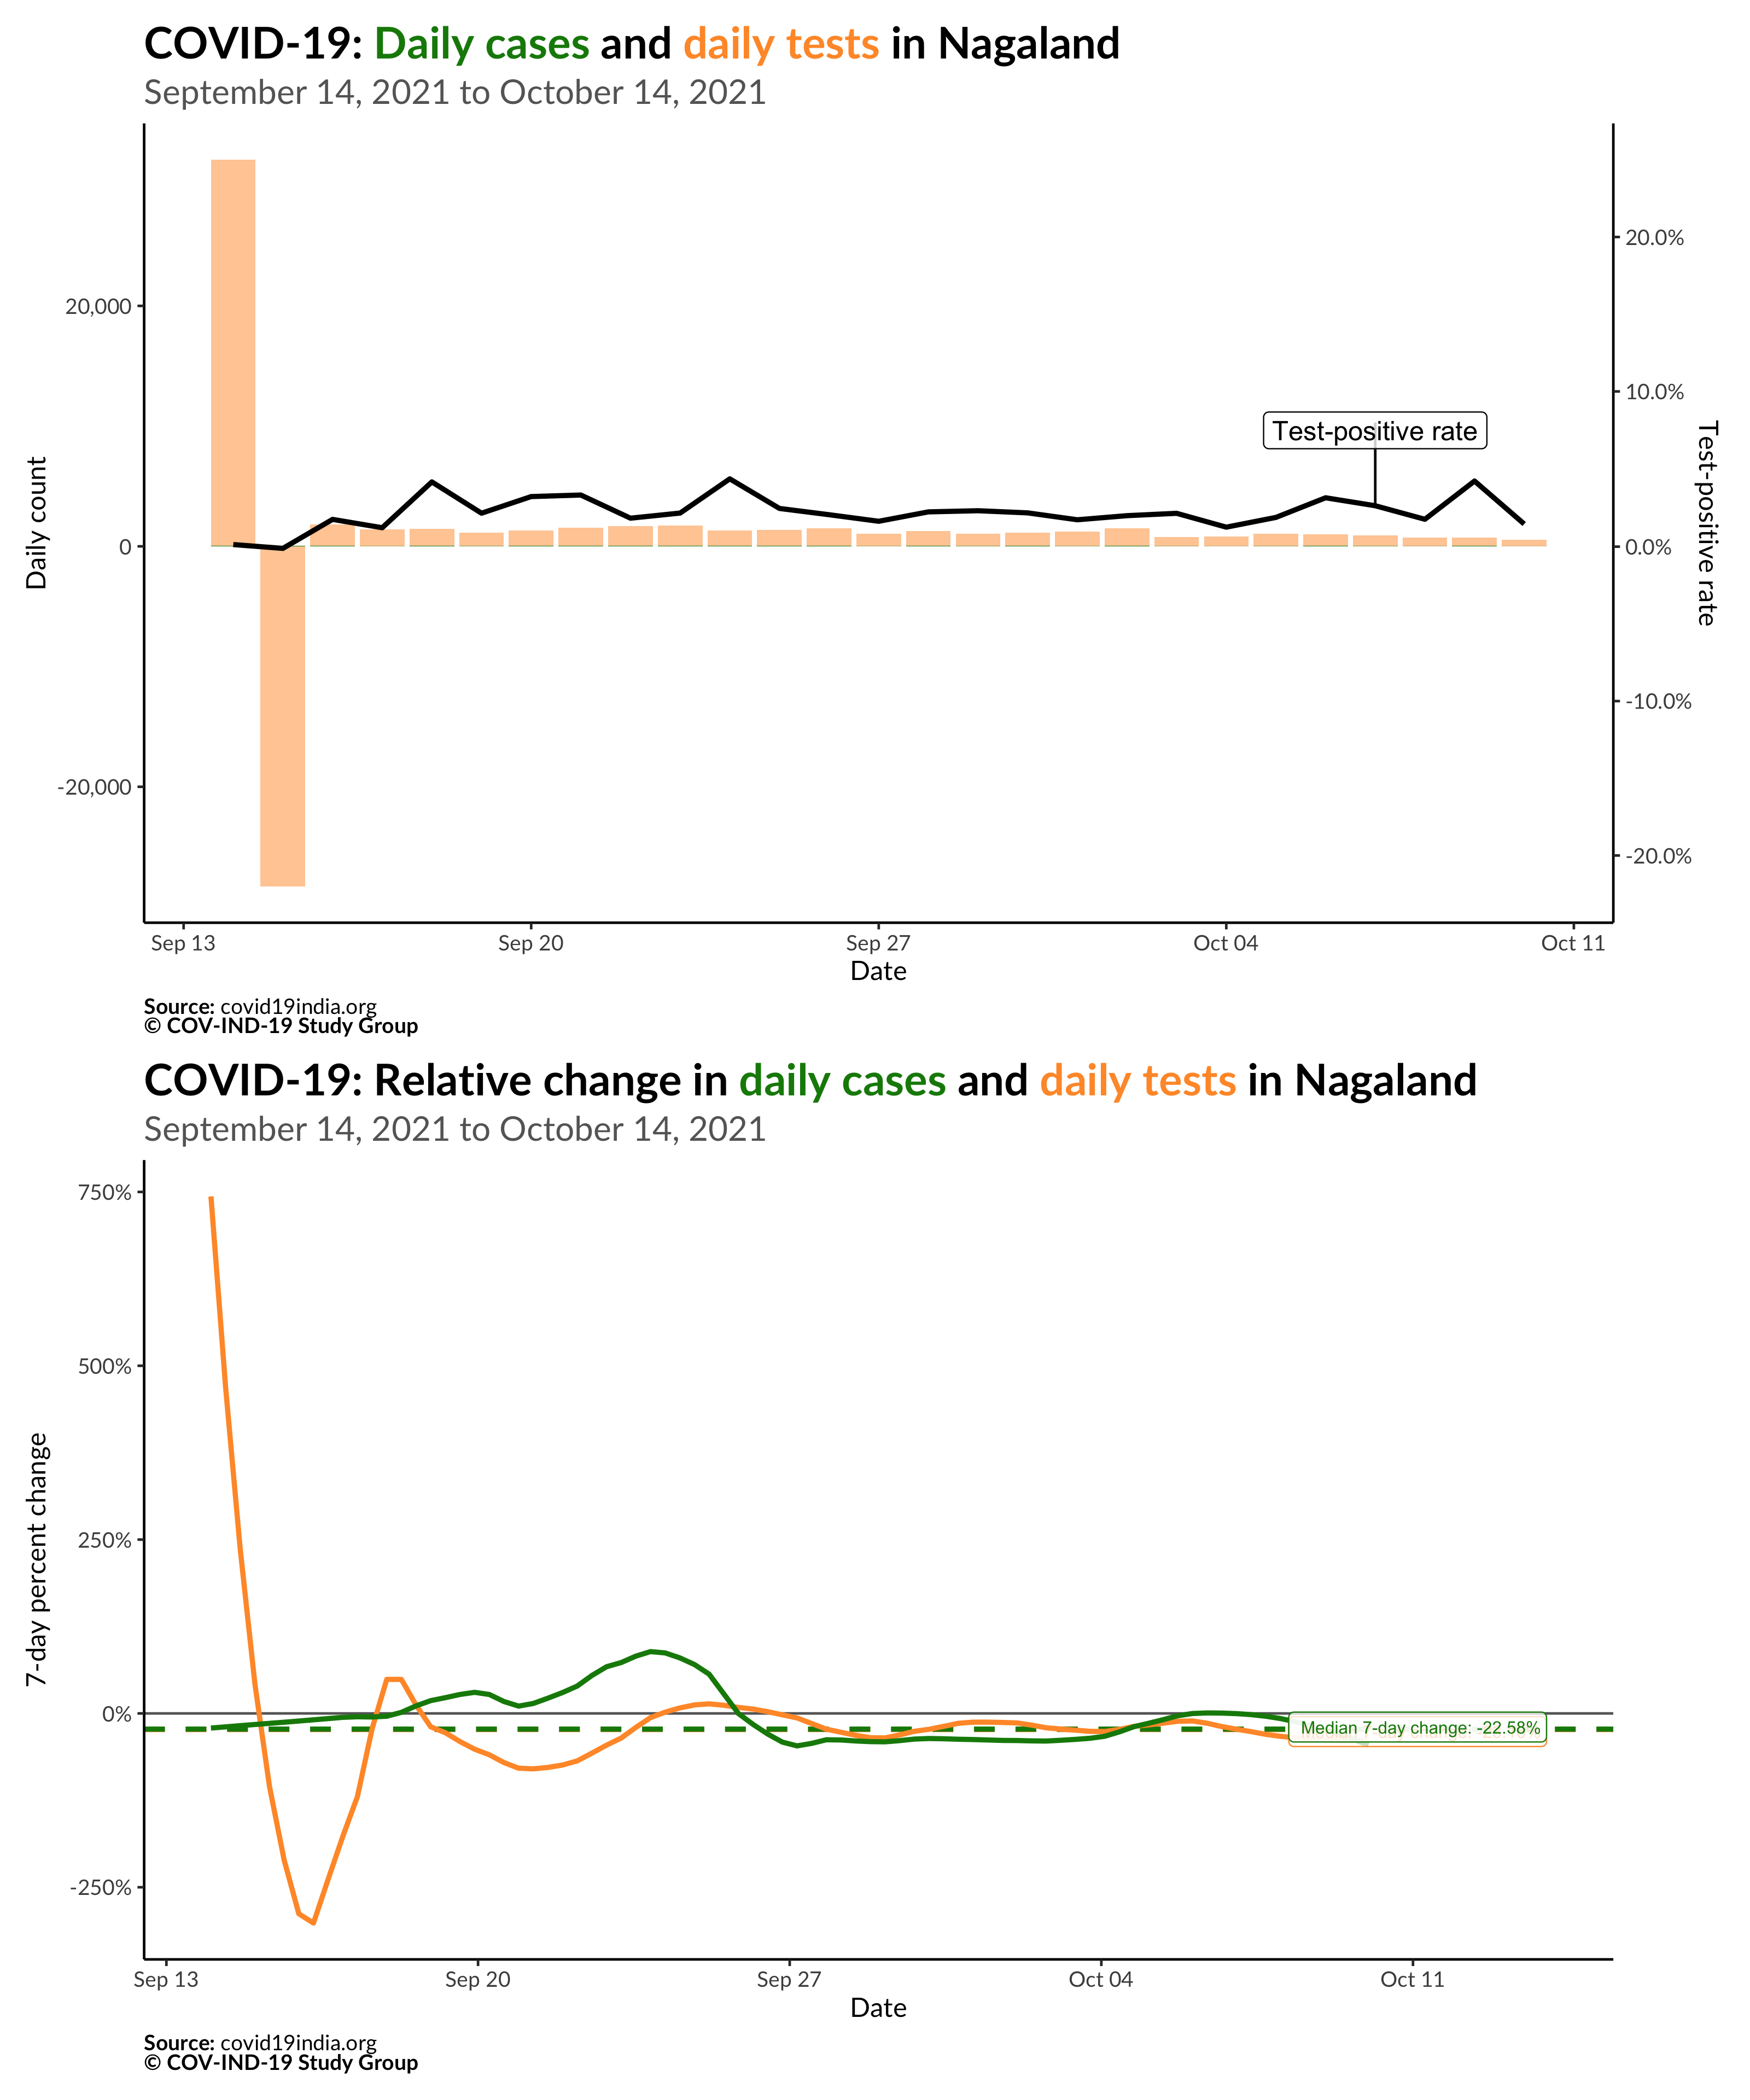 COVID-19: Daily cases and daily tests in Nagaland
September 14, 2021 to October 14, 2021
Daily count
20,000
0
-20,000
20.0%
10.0%
0.0%
-10.0%
-20.0%
Test-positive rate
Test-positive rate
Sep 13
Sep 20
Sep 27
Oct 04
Oct 11
Date
Source: covid19india.org
© COV-IND-19 Study Group
COVID-19: Relative change in daily cases and daily tests in Nagaland
September 14, 2021 to October 14, 2021
7-day percent change
750%
500%
250%
0%
-250%
Median 7-day change: -22.58%
Sep 13
Sep 20
Sep 27
Oct 04
Oct 11
Date
Source: covid19india.org
© COV-IND-19 Study Group